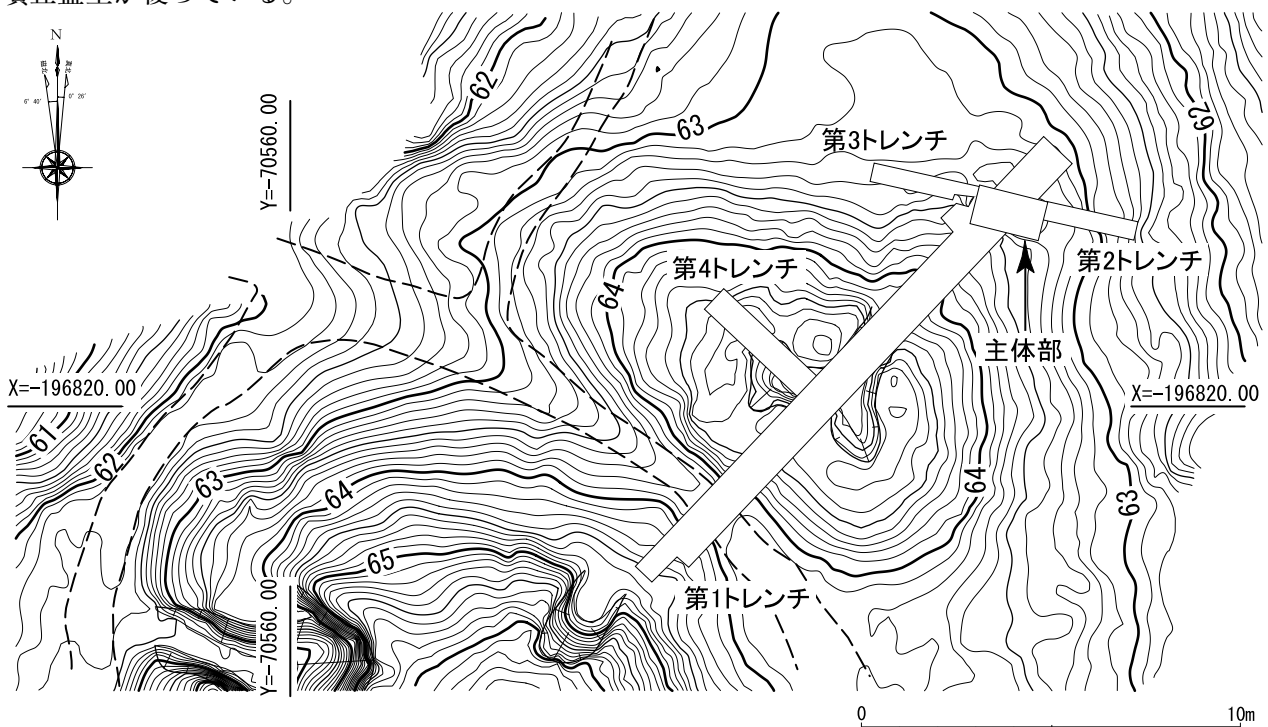 N
磁北
真北
6° 40′
0° 26′
Y=-70560.00
62
63
62
第3トレンチ
第2トレンチ
第4トレンチ
64
主体部
X=-196820.00
X=-196820.00
61
62
63
64
64
63
65
第1トレンチ
Y=-70560.00
0
10m